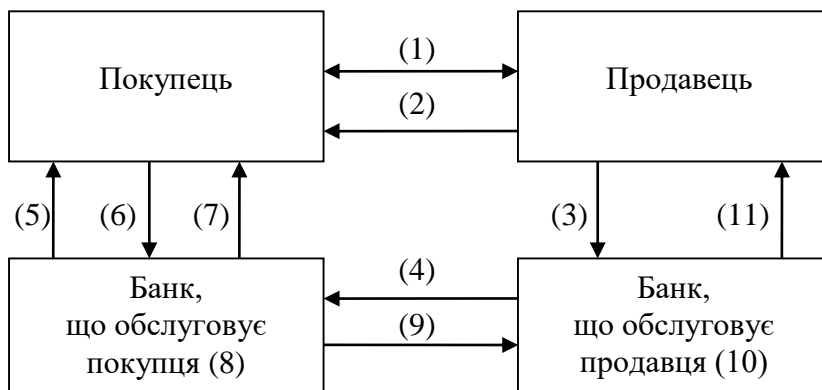 (1)
Покупець
Продавець
(2)
(5)
(6)
(7)
(3)
(11)
(4)
Банк,
що обслуговує
покупця (8)
(9)
Банк,
що обслуговує
продавця (10)